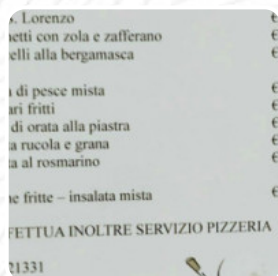 . Lorenzo €
etti con zola e zafferano €
elli alla bergamasca €
di pesce mista €
ari fritti €
di orata alla piastra €
a rucola e grana €
a al rosmarino €
e fritte – insalata mista €
FETTUA INOLTRE SERVIZIO PIZZERIA
21331